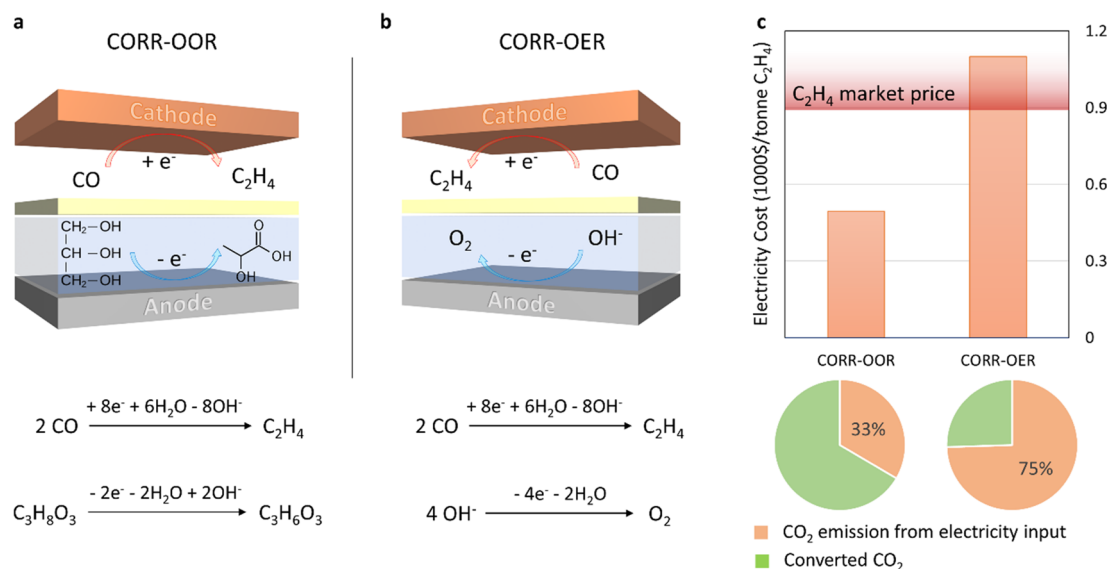 a
CORR-OOR
Cathode
+ e⁻
CO
C₂H₄
CH₂–OH
CH–OH
CH₂–OH
- e⁻
O
OH
OH
Anode
2 CO
+ 8e⁻ + 6H₂O - 8OH⁻
C₂H₄
C₃H₈O₃
- 2e⁻ - 2H₂O + 2OH⁻
C₃H₆O₃
b
CORR-OER
Cathode
+ e⁻
C₂H₄
CO
O₂
- e⁻
OH⁻
Anode
2 CO
+ 8e⁻ + 6H₂O - 8OH⁻
C₂H₄
4 OH⁻
- 4e⁻ - 2H₂O
O₂
c
Electricity Cost (1000$/tonne C₂H₄)
C₂H₄ market price
1.2
0.9
0.6
0.3
0
CORR-OOR
CORR-OER
33%
75%
CO₂ emission from electricity input
Converted CO₂